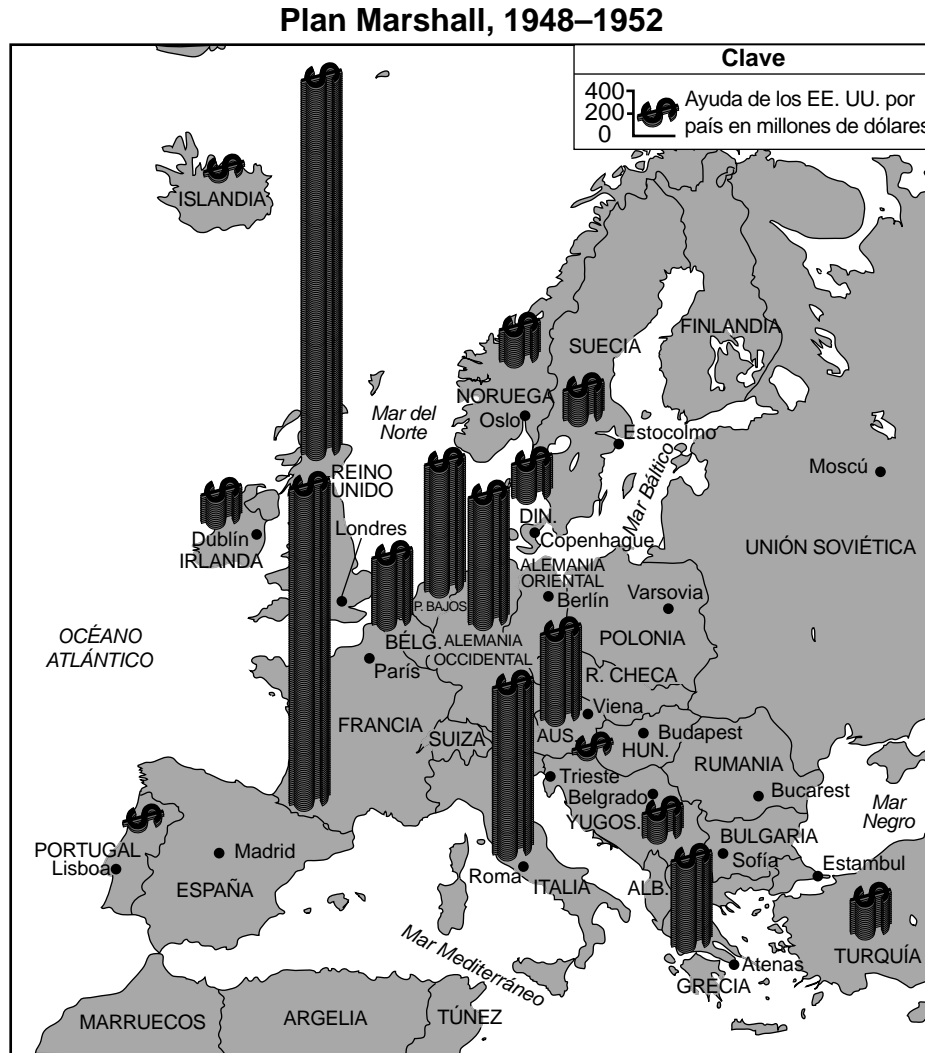 Plan Marshall, 1948–1952
Clave
400
200
0
Ayuda de los EE. UU. por
país en millones de dólares
ISLANDIA
FINLANDIA
SUECIA
NORUEGA
Oslo
Mar del
Norte
Estocolmo
Mar Báltico
Moscú
REINO
UNIDO
Londres
Dublín
IRLANDA
DIN.
Copenhague
UNIÓN SOVIÉTICA
ALEMANIA
ORIENTAL
Berlín
Varsovia
P. BAJOS
OCÉANO
ATLÁNTICO
BÉLG.
ALEMANIA
OCCIDENTAL
POLONIA
París
R. CHECA
Viena
FRANCIA
SUIZA
AUS.
HUN.
Budapest
RUMANIA
Trieste
Belgrado
Bucarest
YUGOS.
Mar
Negro
PORTUGAL
Lisboa
Madrid
ESPAÑA
BULGARIA
Sofía
Estambul
Roma
ITALIA
ALB.
Mar Mediterráneo
Atenas
GRECIA
TURQUÍA
MARRUECOS
ARGELIA
TÚNEZ